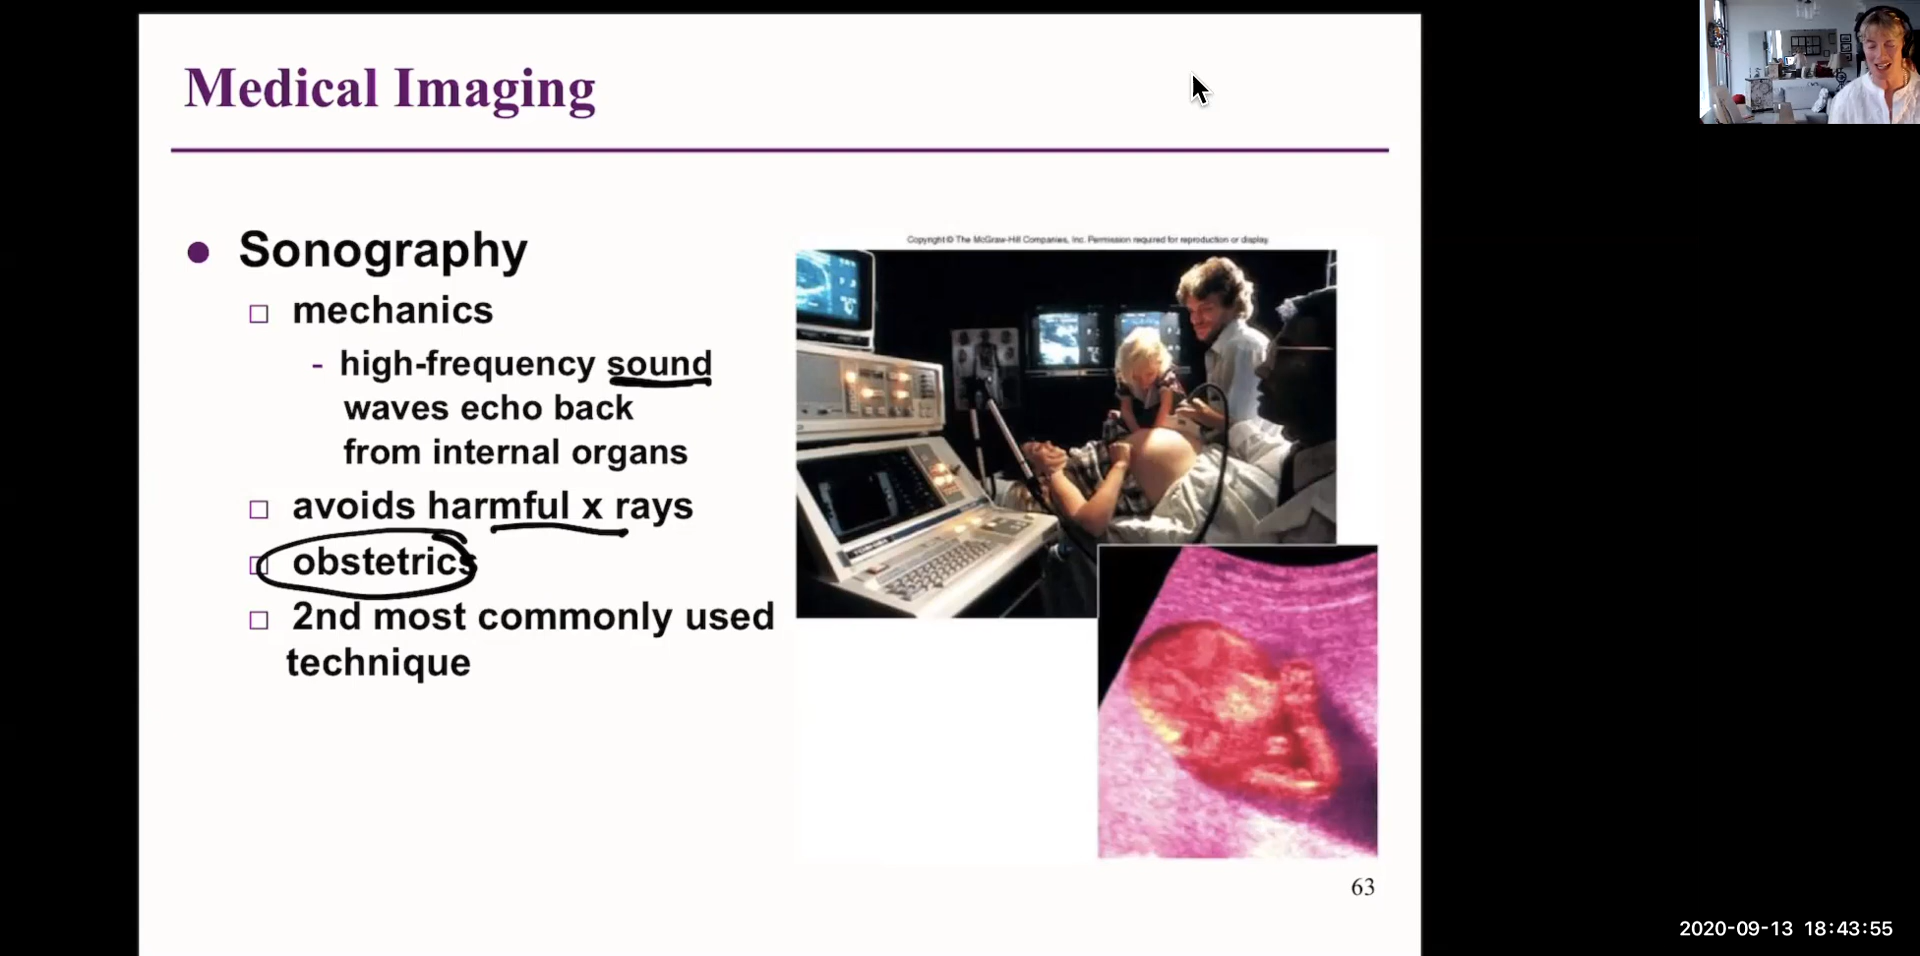 Medical Imaging
Sonography
mechanics
- high-frequency sound
waves echo back
from internal organs
avoids harmful x rays
obstetrics
2nd most commonly used
technique
Copyright © The McGraw-Hill Companies, Inc. Permission required for reproduction or display.
TOSHIBA
63
2020-09-13 18:43:55